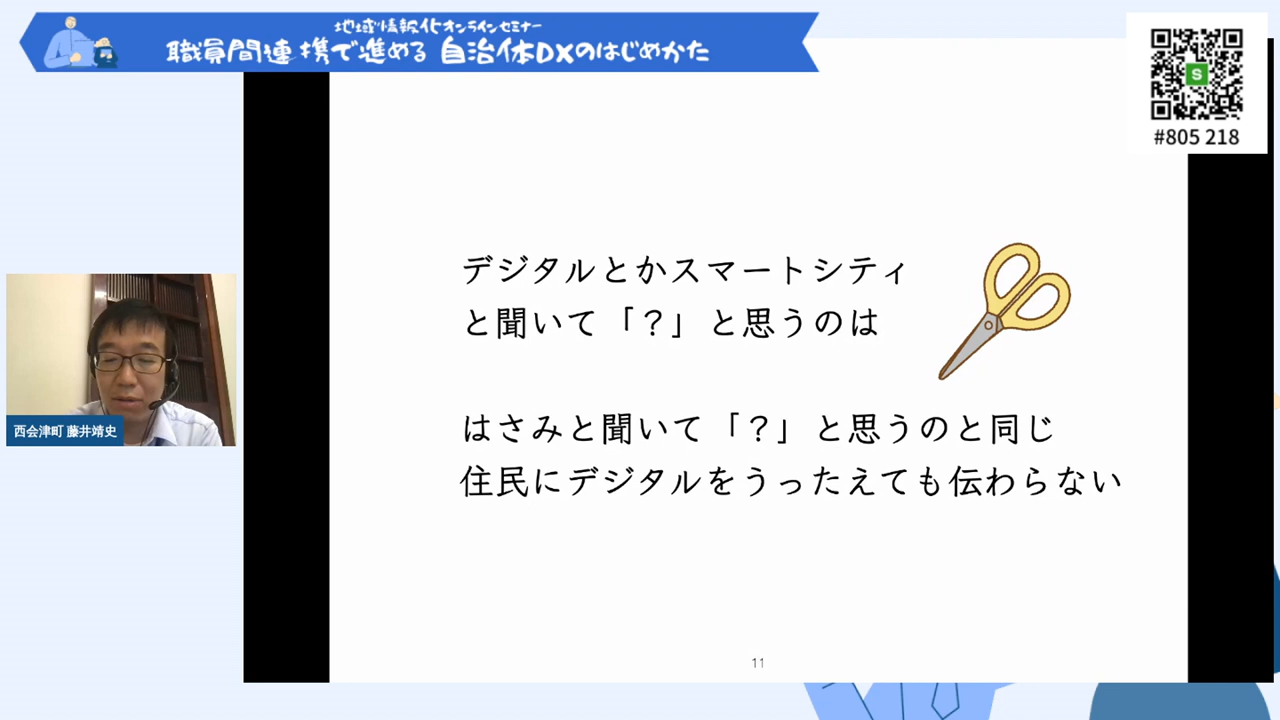 地域情報化オンラインセミナー
職員間連携で進める 自治体DXのはじめかた
S
#805 218
デジタルとかスマートシティ
と聞いて「？」と思うのは
はさみと聞いて「？」と思うのと同じ
住民にデジタルをうったえても伝わらない
西会津町 藤井靖史
11